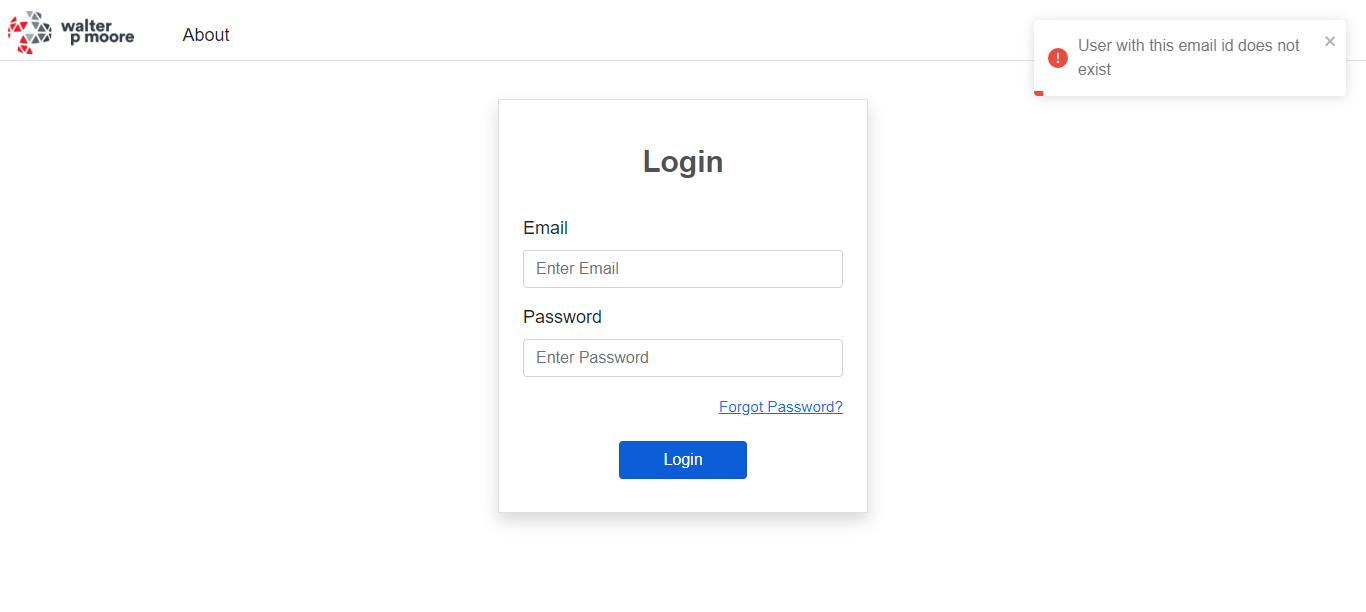 walter
p moore
About
User with this email id does not
exist
Login
Email
Enter Email
Password
Enter Password
Forgot Password?
Login